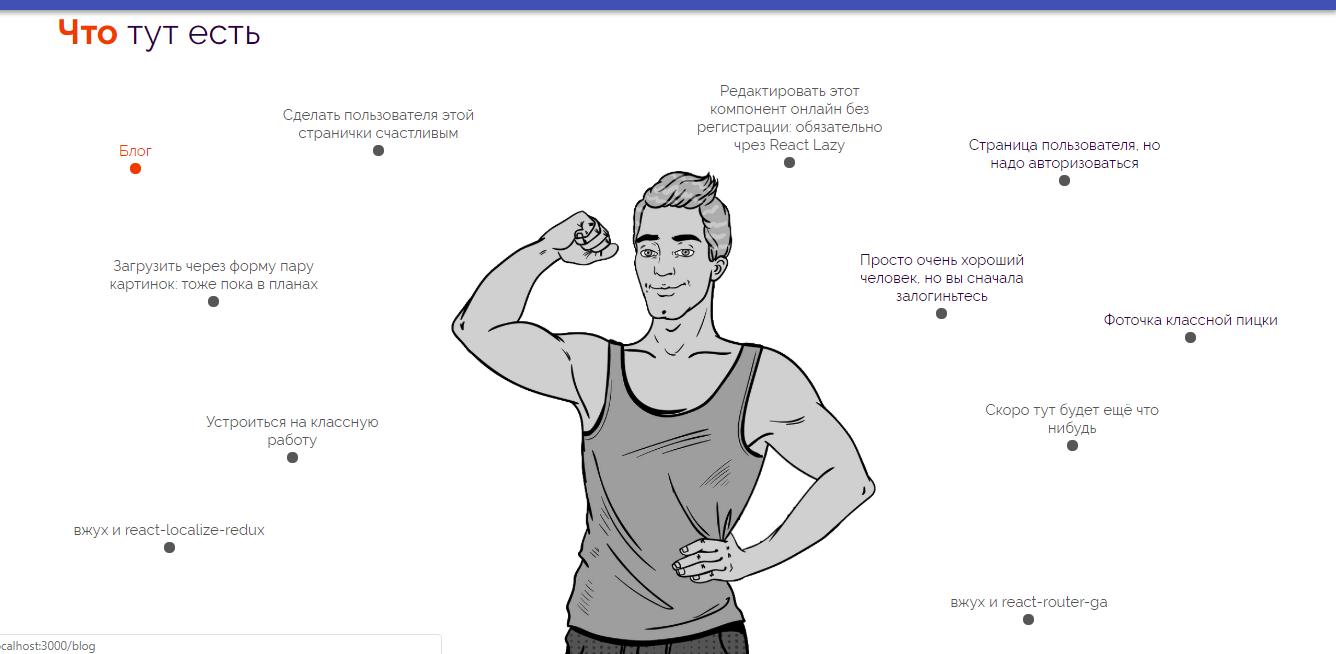 Что тут есть
Сделать пользователя этой
странички счастливым
Редактировать этот
компонент онлайн без
регистрации: обязательно
чрез React Lazy
Блог
Страница пользователя, но
надо авторизоваться
Загрузить через форму пару
картинок: тоже пока в планах
Просто очень хороший
человек, но вы сначала
залогиньтесь
Фоточка классной пицки
Устроиться на классную
работу
Скоро тут будет ещё что
нибудь
вжух и react-localize-redux
вжух и react-router-ga
calhost:3000/blog